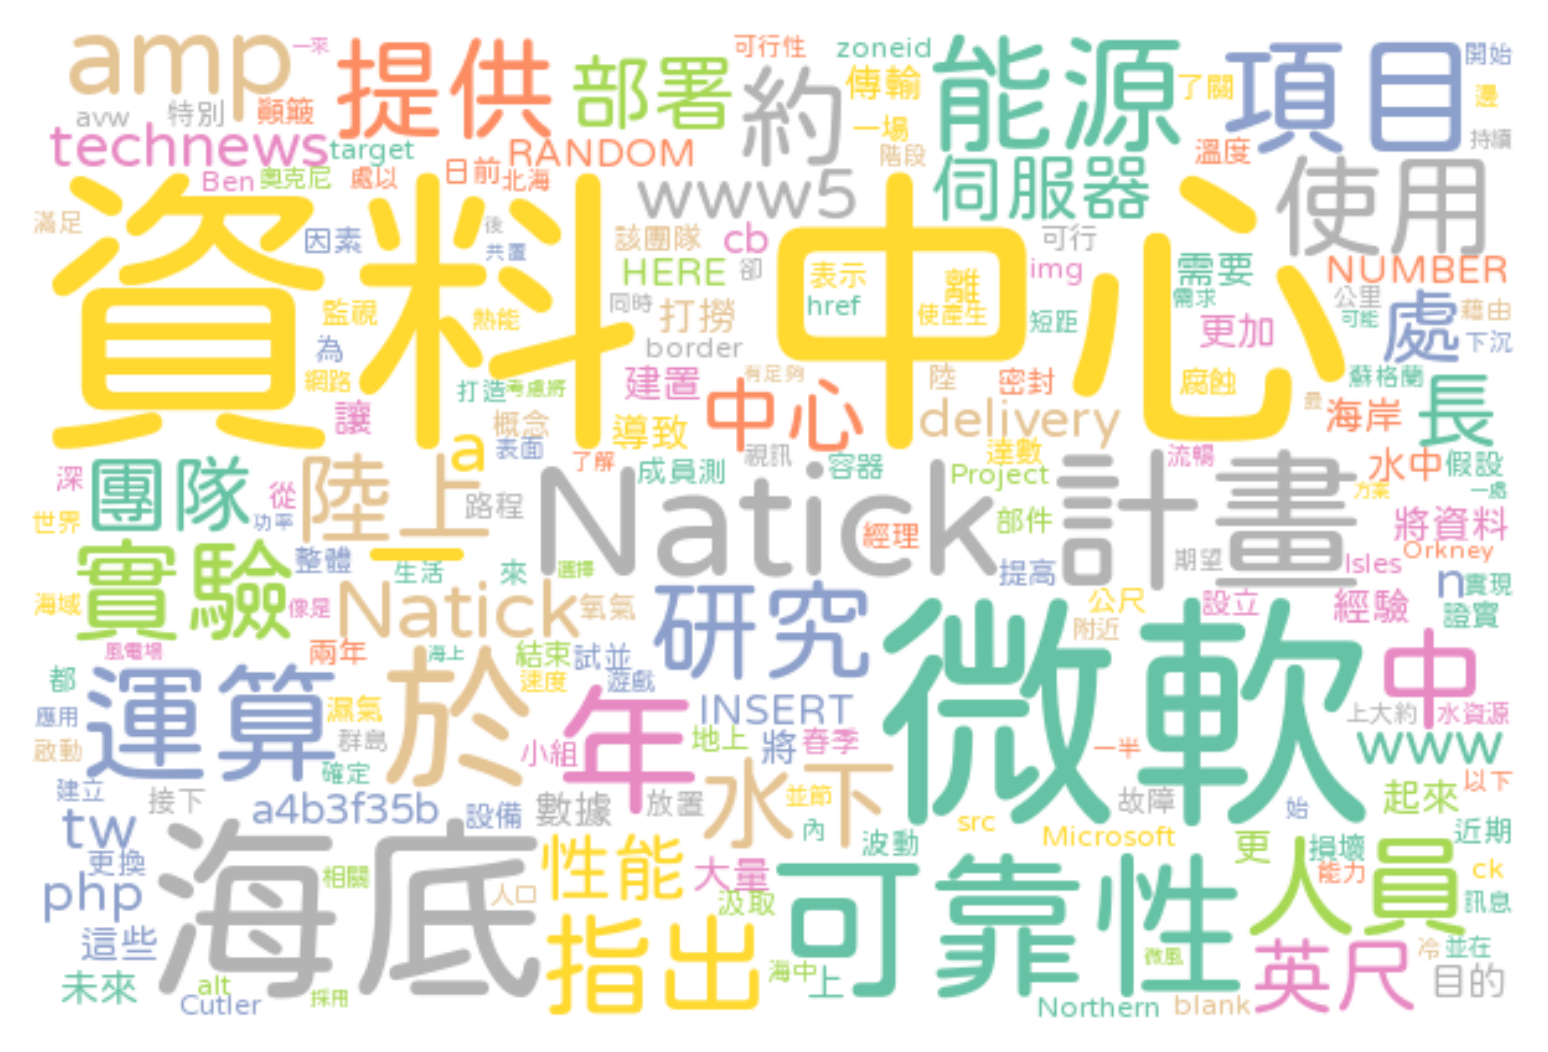 amp
一來
提供
部署
可行性
zoneid
能源
了關
項目
開始
邊
avw
特別
顛簸
約
傳輸
一場
持續
technews
target
RANDOM
階段
溫度
Ben
奧克尼
處以
日前
北海
www5
伺服器
使用
滿足
因素
後
共置
該團隊
cb
可行
資料中心
HERE
卻
表示
離
img
需要
NUMBER
監視
熱能
同時
打撈
href
使產生
短距
需求
公里
可能
處
藉由
下沉
為
border
更加
網路
打造
考慮將
建置
有足夠
陸
密封
腐蝕
蘇格蘭
讓
概念
導致
中心
delivery
最
海岸
長
a
表面
達數
深
團隊
從
陸上
路程
了解
成員測
視訊
容器
Project
流暢
水中
假設
世界
功率
Natick計畫
經理
部件
方案
一處
將資料
實驗
整體
一
生活
來
選擇
提高
期望
Isles
Orkney
n
實現
海域
像是
Natick
氧氣
研究
公尺
附近
設立
經驗
證實
風電場
兩年
海上
結束
試並
微軟
中
都
運算
於
速度
遊戲
應用
漏氣
年
INSERT
上大約
水資源
啟動
群島
小組
地上
將
春季
一半
www
確定
建立
接下
a4b3f35b
設備
數據
放置
水下
並節
故障
始
起來
以下
tw
更換
海底
內
波動
src
Microsoft
更
損壞
近期
php
相關
人口
性能
大量
汲取
可靠性
人員
能力
ck
訊息
這些
指出
微風
英尺
冷
並在
未來
alt
Cutler
採用
海中
上
Northern
blank
目的